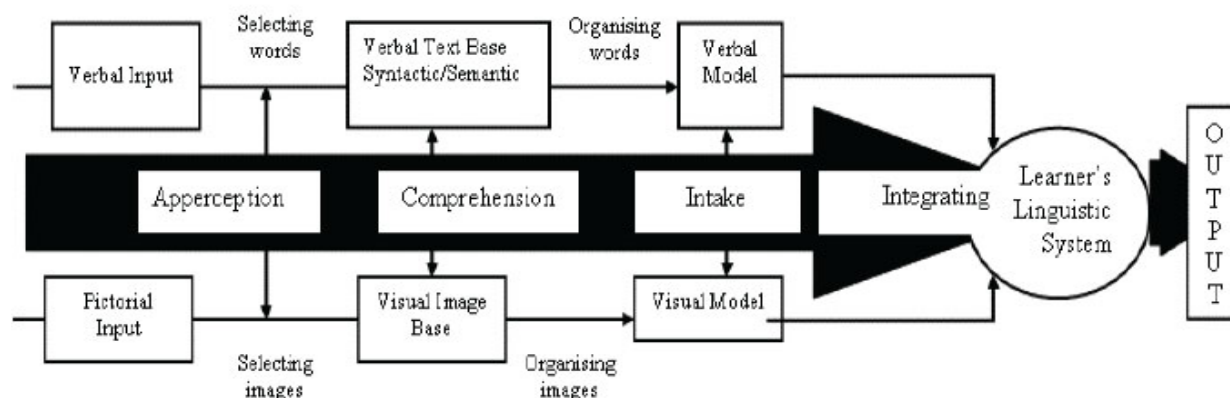 Selecting
words
Organising
words
Verbal Input
Verbal Text Base
Syntactic/Semantic
Verbal
Model
Apperception
Comprehension
Intake
Integrating
Learner's
Linguistic
System
OUTPUT
Pictorial
Input
Visual Image
Base
Visual Model
Selecting
images
Organising
images